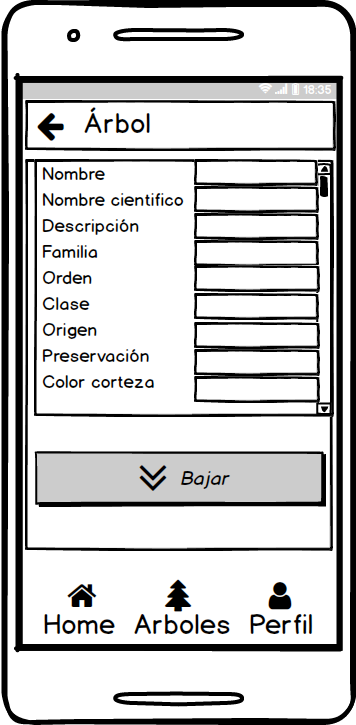 18:35
Árbol
Nombre
Nombre cientifico
Descripción
Familia
Orden
Clase
Origen
Preservación
Color corteza
Bajar
Home Arboles Perfil